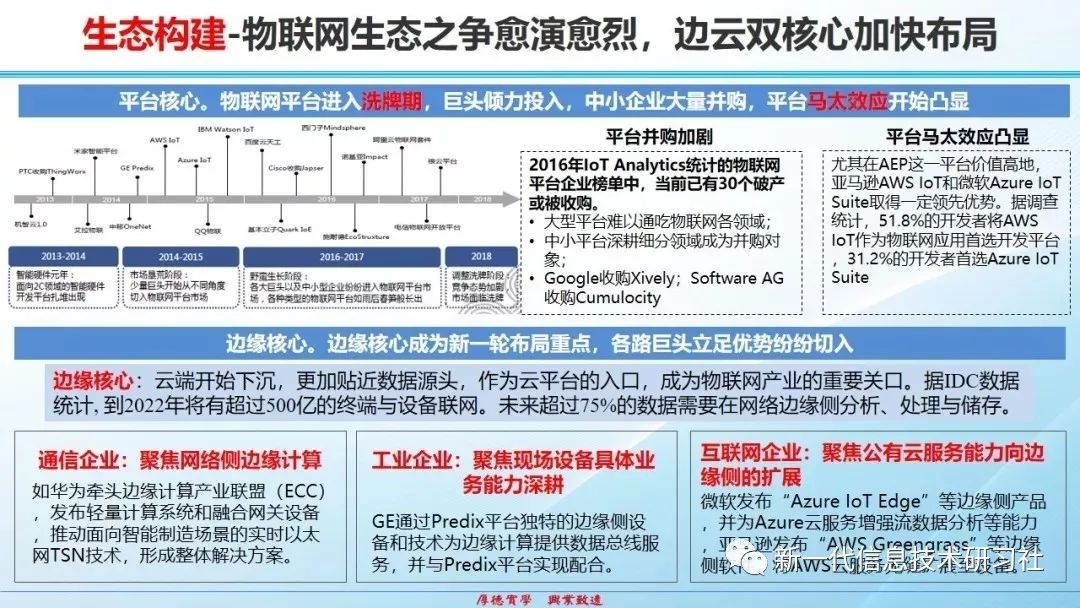 生态构建-物联网生态之争愈演愈烈，边云双核心加快布局
平台核心。物联网平台进入洗牌期，巨头倾力投入，中小企业大量并购，平台马太效应开始凸显
PTC收购ThingWorx
米家智能平台
GE Predix
AWS IoT
Azure IoT
IBM Watson IoT
百度云天工
Cisco收购Japser
西门子Mindsphere
诺基亚Impact
阿里云物联网套件
2013
2014
2015
2016
2017
2018
机智云1.0
艾拉物联
中移OneNet
QQ物联
基本立子Quark IoE
施耐德EcoStruxture
电信物联网开放平台
2013-2014
智能硬件元年：
面向2C领域的智能硬件
开发平台扎堆出现
2014-2015
市场垦荒阶段：
少量巨头开始从不同角度
切入物联网平台市场
2016-2017
野蛮生长阶段：
各大巨头以及中小型企业纷纷进入物联网平台市
场，各种类型的物联网平台如雨后春笋般长出
2018
调整洗牌阶段：
竞争态势加剧，
市场面临洗牌
平台并购加剧
2016年IoT Analytics统计的物联网
平台企业榜单中，当前已有30个破产
或被收购。
• 大型平台难以通吃物联网各领域；
• 中小平台深耕细分领域成为并购对
象；
• Google收购Xively；Software AG
收购Cumulocity
平台马太效应凸显
尤其在AEP这一平台价值高地，
亚马逊AWS IoT和微软Azure IoT
Suite取得一定领先优势。据调查
统计，51.8%的开发者将AWS
IoT作为物联网应用首选开发平台
，31.2%的开发者首选Azure IoT
Suite
边缘核心。边缘核心成为新一轮布局重点，各路巨头立足优势纷纷切入
边缘核心：云端开始下沉，更加贴近数据源头，作为云平台的入口，成为物联网产业的重要关口。据IDC数据
统计, 到2022年将有超过500亿的终端与设备联网。未来超过75%的数据需要在网络边缘侧分析、处理与储存。
通信企业：聚焦网络侧边缘计算
如华为牵头边缘计算产业联盟（ECC）
，发布轻量计算系统和融合网关设备
，推动面向智能制造场景的实时以太
网TSN技术，形成整体解决方案。
工业企业：聚焦现场设备具体业
务能力深耕
GE通过Predix平台独特的边缘侧设
备和技术为边缘计算提供数据总线服
务，并与Predix平台实现配合。
互联网企业：聚焦公有云服务能力向边
缘侧的扩展
微软发布“Azure IoT Edge”等边缘侧产品
，并为Azure云服务增强流数据分析等能力
，亚马逊发布“AWS Greengrass”等边缘
侧软件，将AWS云服务 展至设备。
新一代信息技术研习社
厚德實學 興業致遠